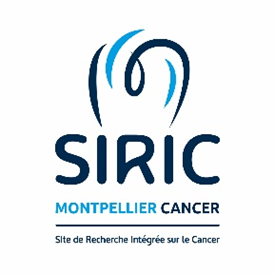 SIRIC
MONTPELLIER CANCER
Site de Recherche Intégrée sur le Cancer